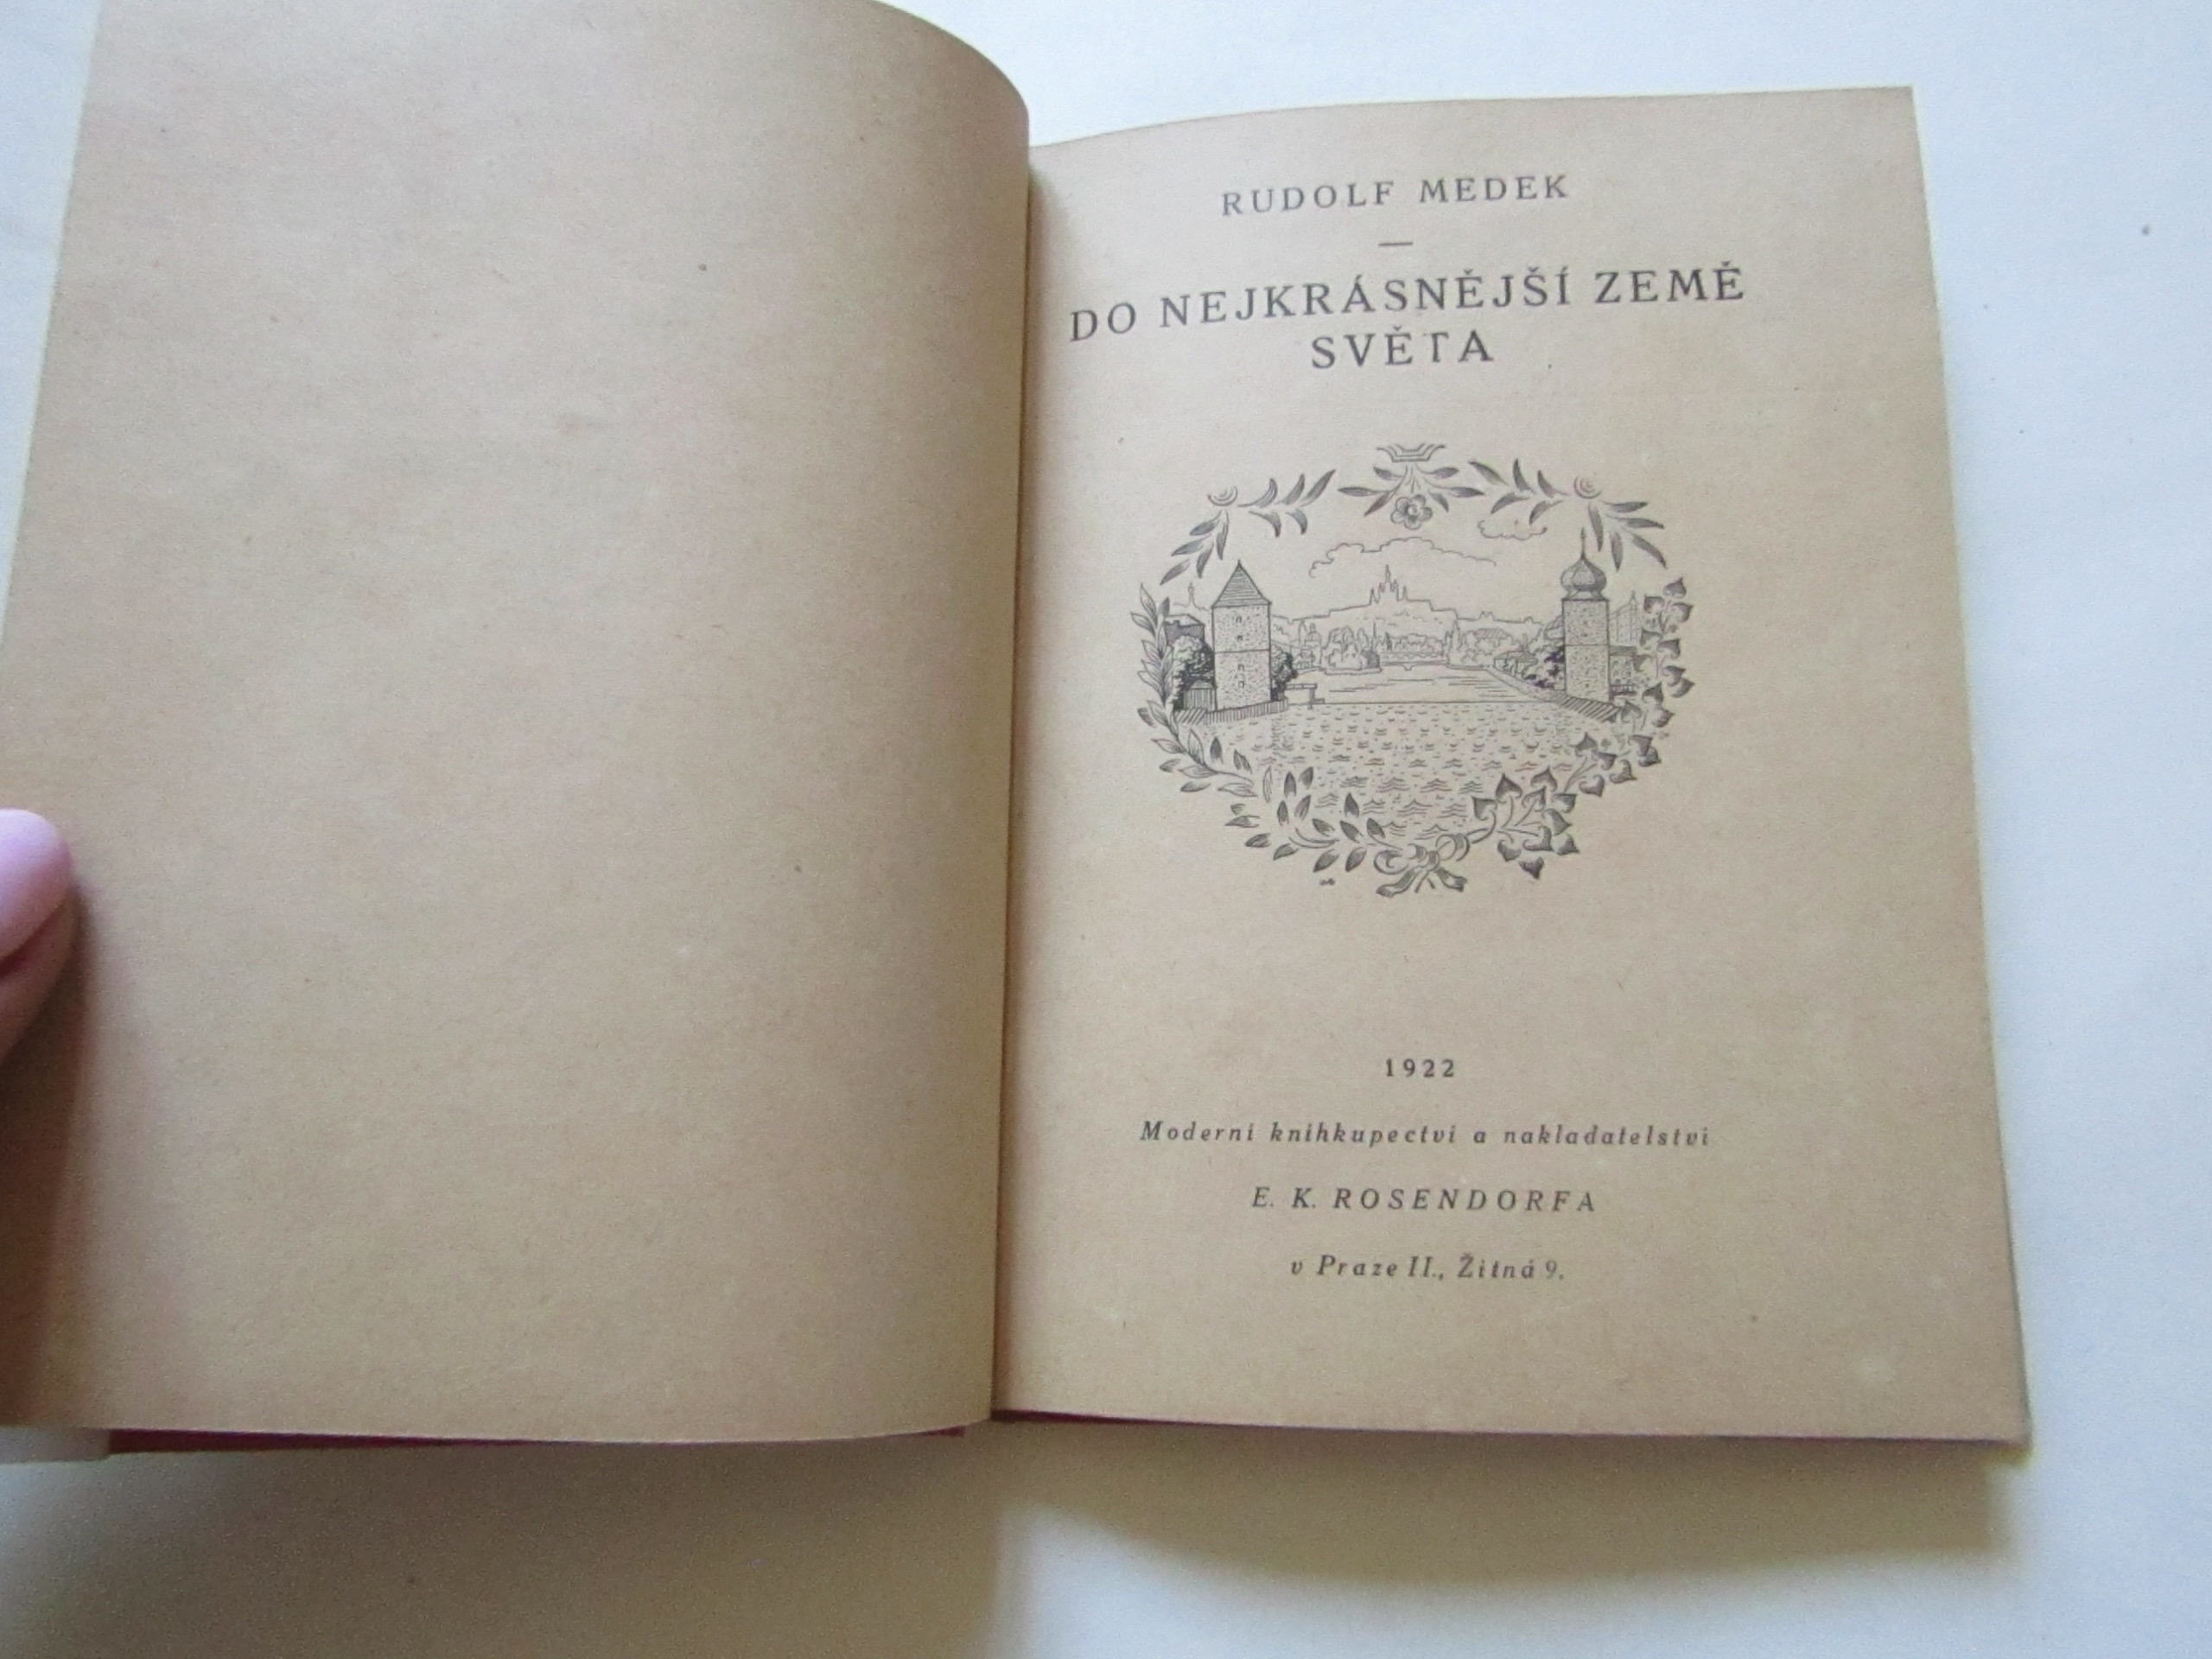 RUDOLF MEDEK
—
DO NEJKRÁSNĚJŠÍ ZEMĚ
SVĚTA
1922
Moderní knihkupectví a nakladatelství
E. K. ROSENDORFA
v Praze II., Žitná 9.